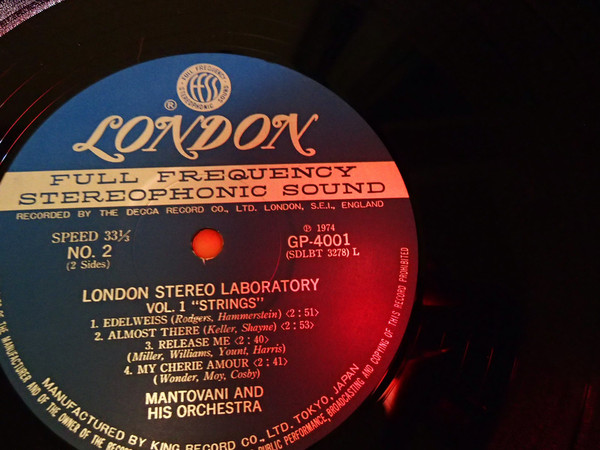 FULL FREQUENCY
FFSS
STEREOPHONIC SOUND
®
LONDON
FULL FREQUENCY
STEREOPHONIC SOUND
RECORDED BY THE DECCA RECORD CO., LTD. LONDON, S.E.I., ENGLAND
SPEED 33⅓
NO. 2
(2 Sides)
℗ 1974
GP-4001
(SDLBT 3278) L
LONDON STEREO LABORATORY
VOL. 1 "STRINGS"
1. EDELWEISS (Rodgers, Hammerstein) <2:51>
2. ALMOST THERE (Keller, Shayne) <2:53>
3. RELEASE ME <2:40>
(Miller, Williams, Yount, Harris)
4. MY CHERIE AMOUR <2:41>
(Wonder, Moy, Cosby)
MANTOVANI AND
HIS ORCHESTRA
MANUFACTURED BY KING RECORD CO., LTD. TOKYO, JAPAN
OF THE MANUFACTURER AND OF THE OWNER OF THE
PUBLIC PERFORMANCE, BROADCASTING AND COPYING OF THIS RECORD PROHIBITED